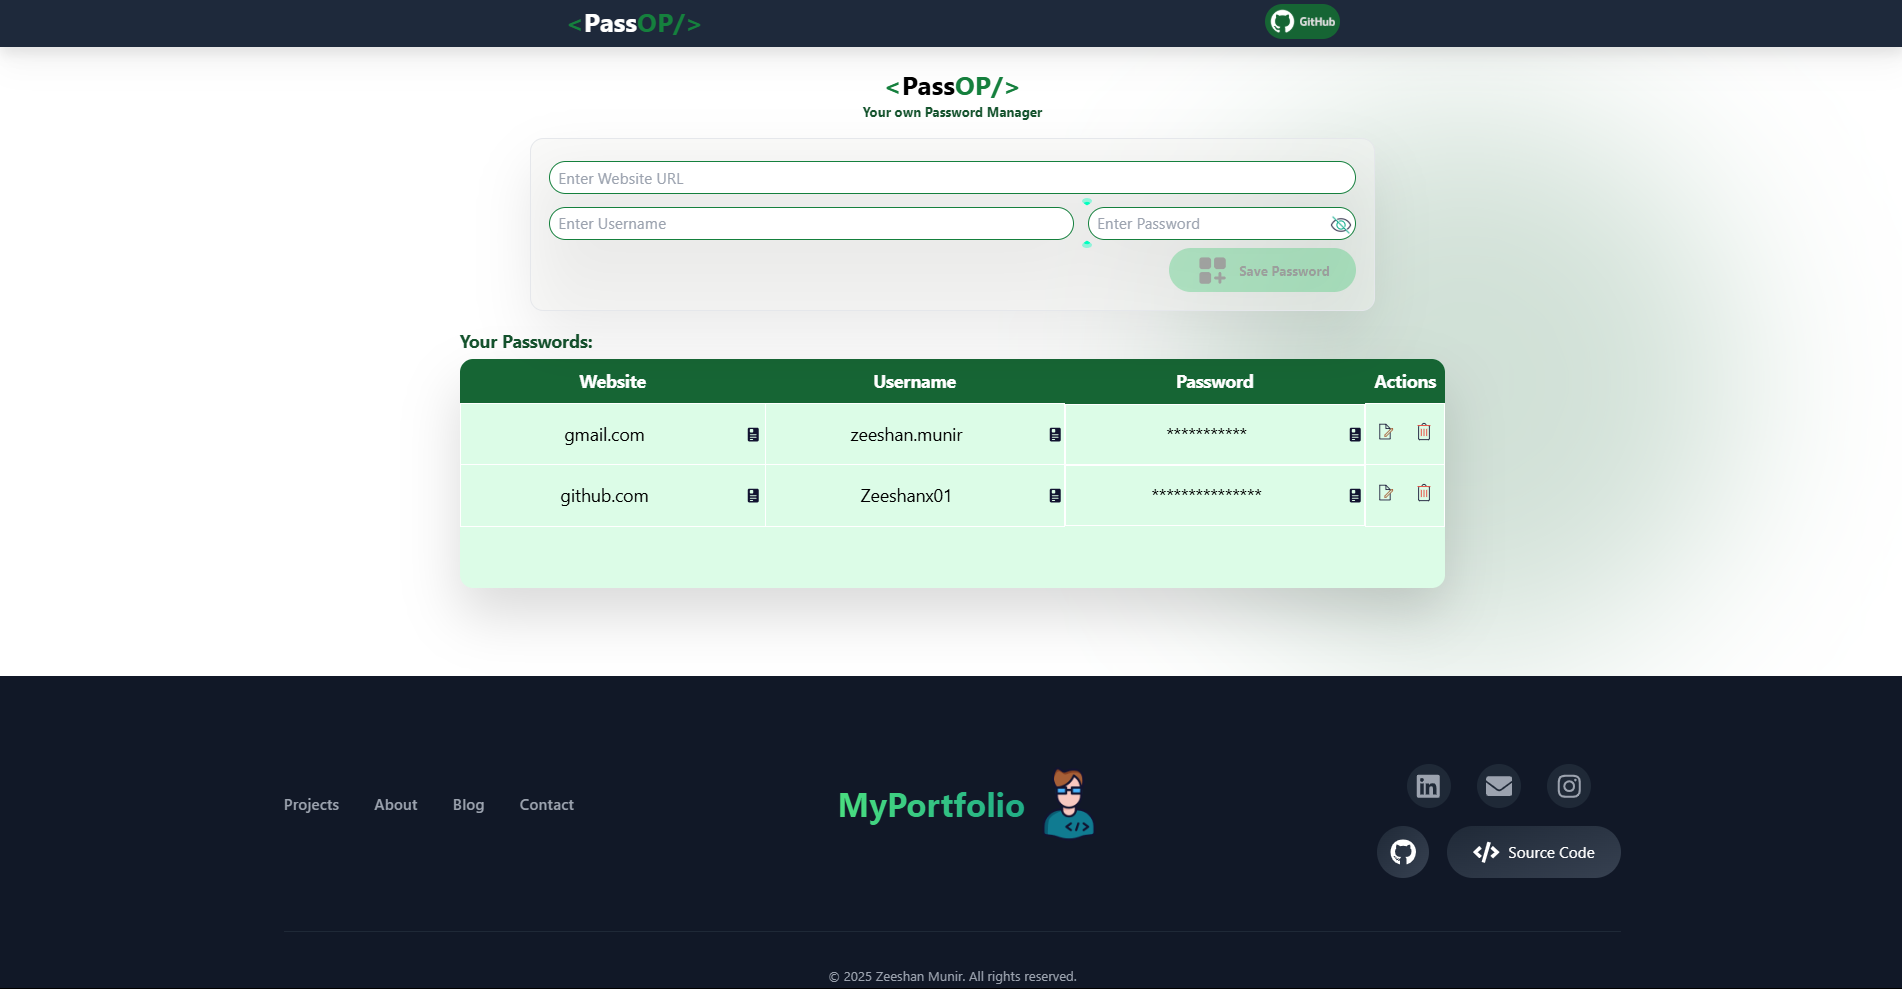 <PassOP/>
GitHub
<PassOP/>
Your own Password Manager
Enter Website URL
Enter Username
Enter Password
Save Password
Your Passwords:
Website Username Password Actions
gmail.com zeeshan.munir ***********
github.com Zeeshanx01 ***************
Projects About Blog Contact
MyPortfolio
</>
</> Source Code
© 2025 Zeeshan Munir. All rights reserved.